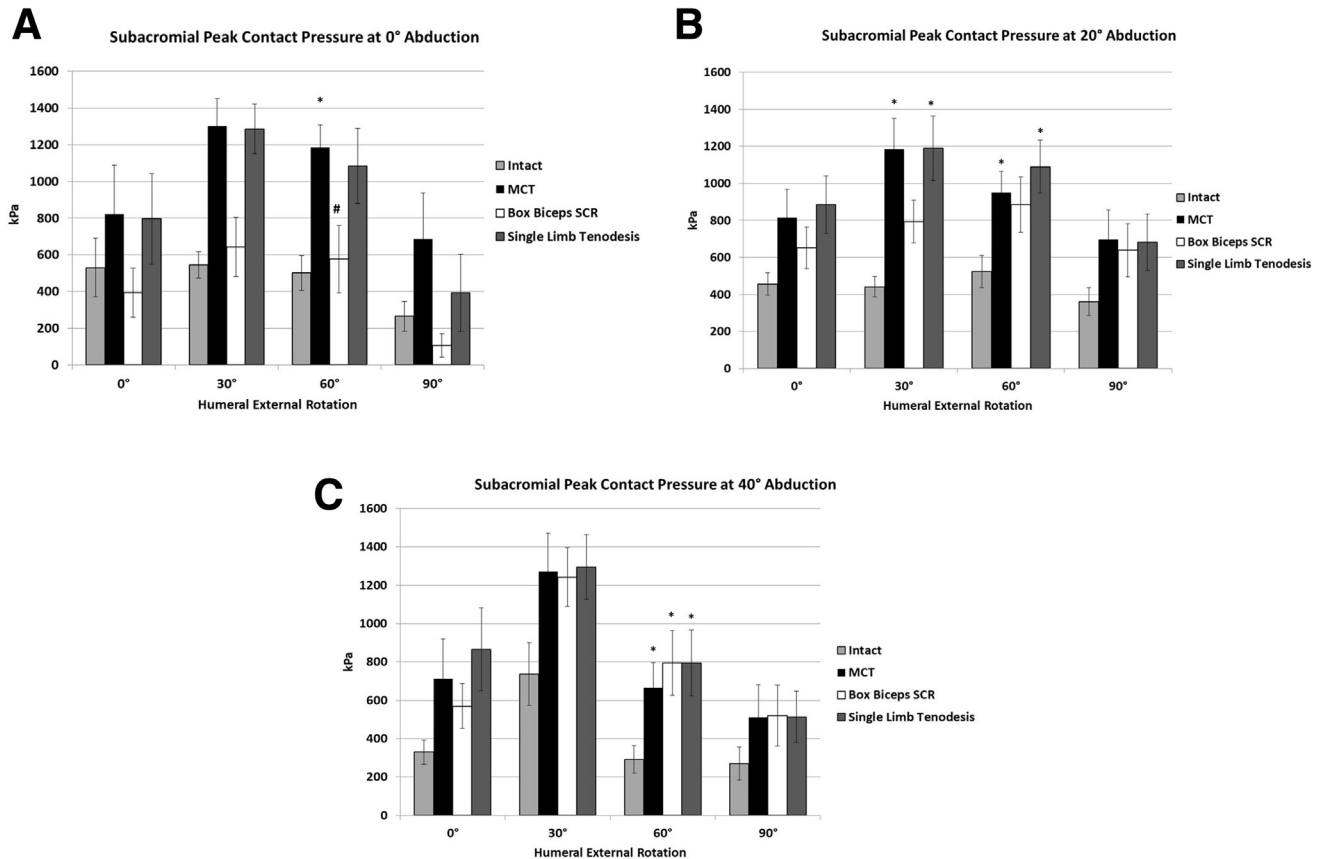 A
Subacromial Peak Contact Pressure at 0° Abduction
1600
1400
1200
1000
800
600
400
200
0
kPa
*
#
0°
30°
60°
90°
Humeral External Rotation
Intact
MCT
Box Biceps SCR
Single Limb Tenodesis
B
Subacromial Peak Contact Pressure at 20° Abduction
1600
1400
1200
1000
800
600
400
200
0
kPa
*
*
*
*
0°
30°
60°
90°
Humeral External Rotation
Intact
MCT
Box Biceps SCR
Single Limb Tenodesis
C
Subacromial Peak Contact Pressure at 40° Abduction
1600
1400
1200
1000
800
600
400
200
0
kPa
*
*
*
0°
30°
60°
90°
Humeral External Rotation
Intact
MCT
Box Biceps SCR
Single Limb Tenodesis